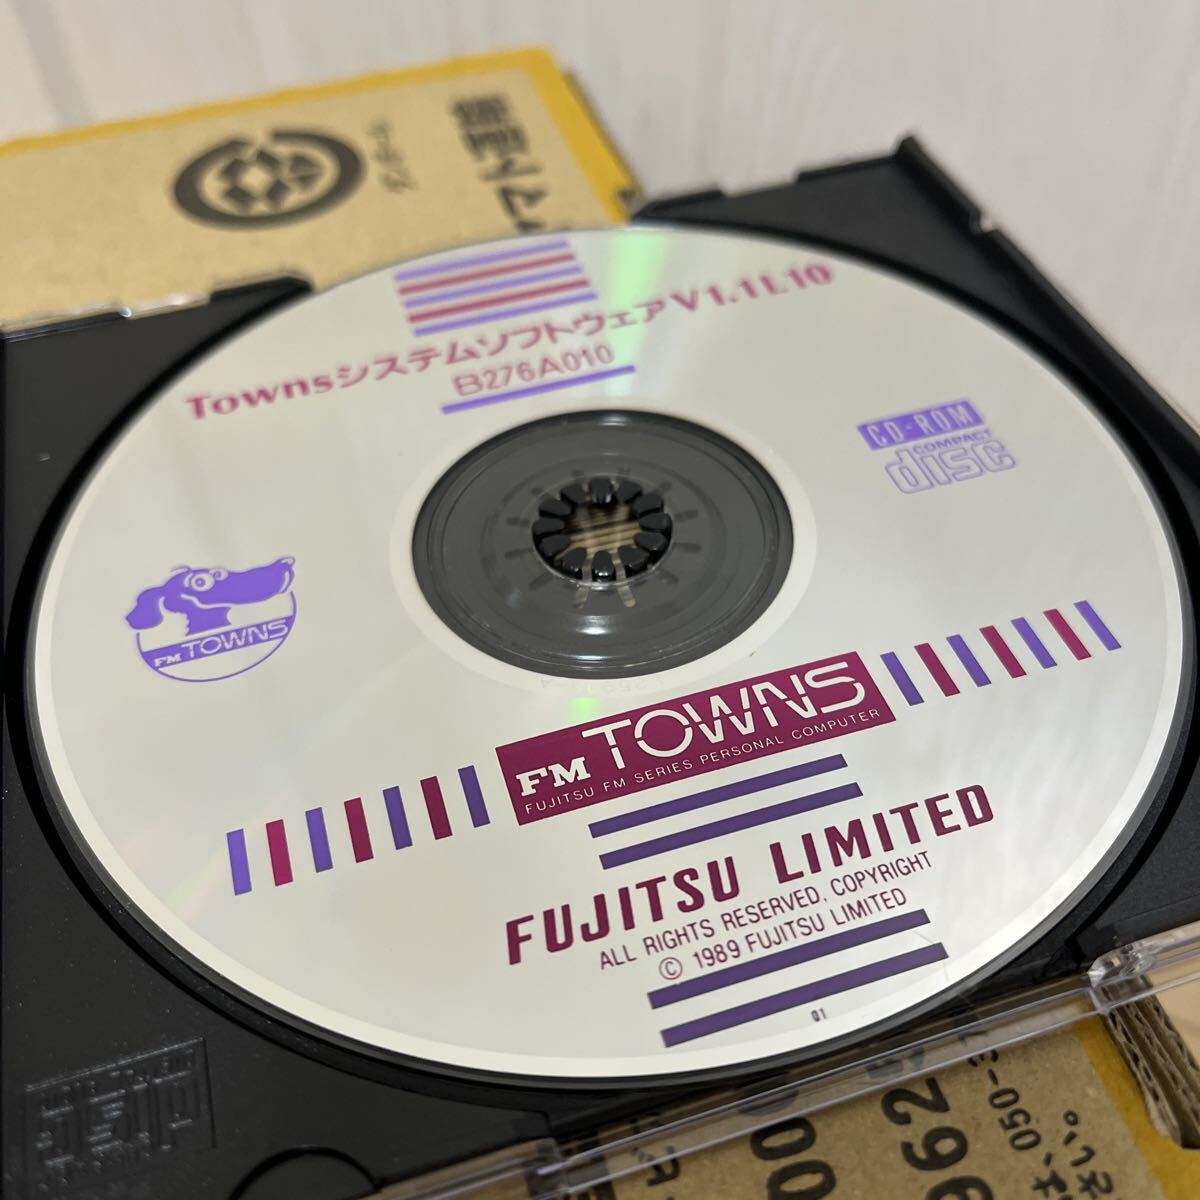 Townsシステムソフトウェア V1.1L10
B276A010
CD-ROM
COMPACT
disc
FM TOWNS
FM TOWNS
FUJITSU FM SERIES PERSONAL COMPUTER
FUJITSU LIMITED
ALL RIGHTS RESERVED, COPYRIGHT
© 1989 FUJITSU LIMITED
01